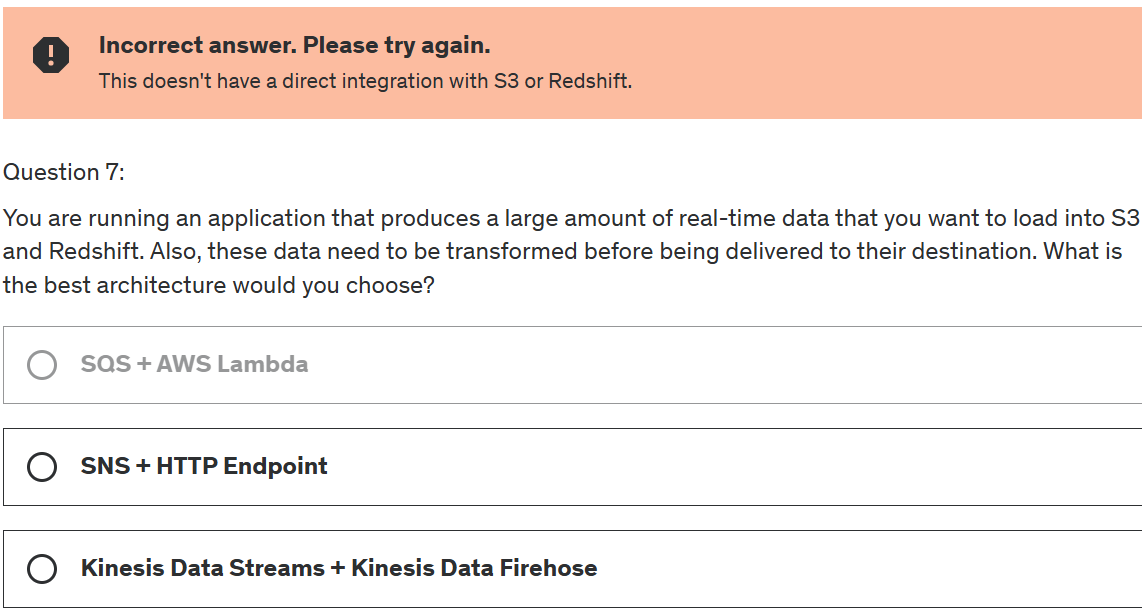 Incorrect answer. Please try again.
This doesn't have a direct integration with S3 or Redshift.
Question 7:
You are running an application that produces a large amount of real-time data that you want to load into S3
and Redshift. Also, these data need to be transformed before being delivered to their destination. What is
the best architecture would you choose?
SQS + AWS Lambda
SNS + HTTP Endpoint
Kinesis Data Streams + Kinesis Data Firehose